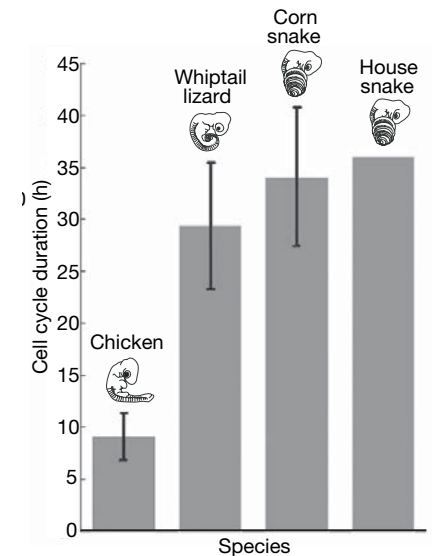 Corn
snake
House
snake
Whiptail
lizard
Chicken
Cell cycle duration (h)
45
40
35
30
25
20
15
10
5
0
Species